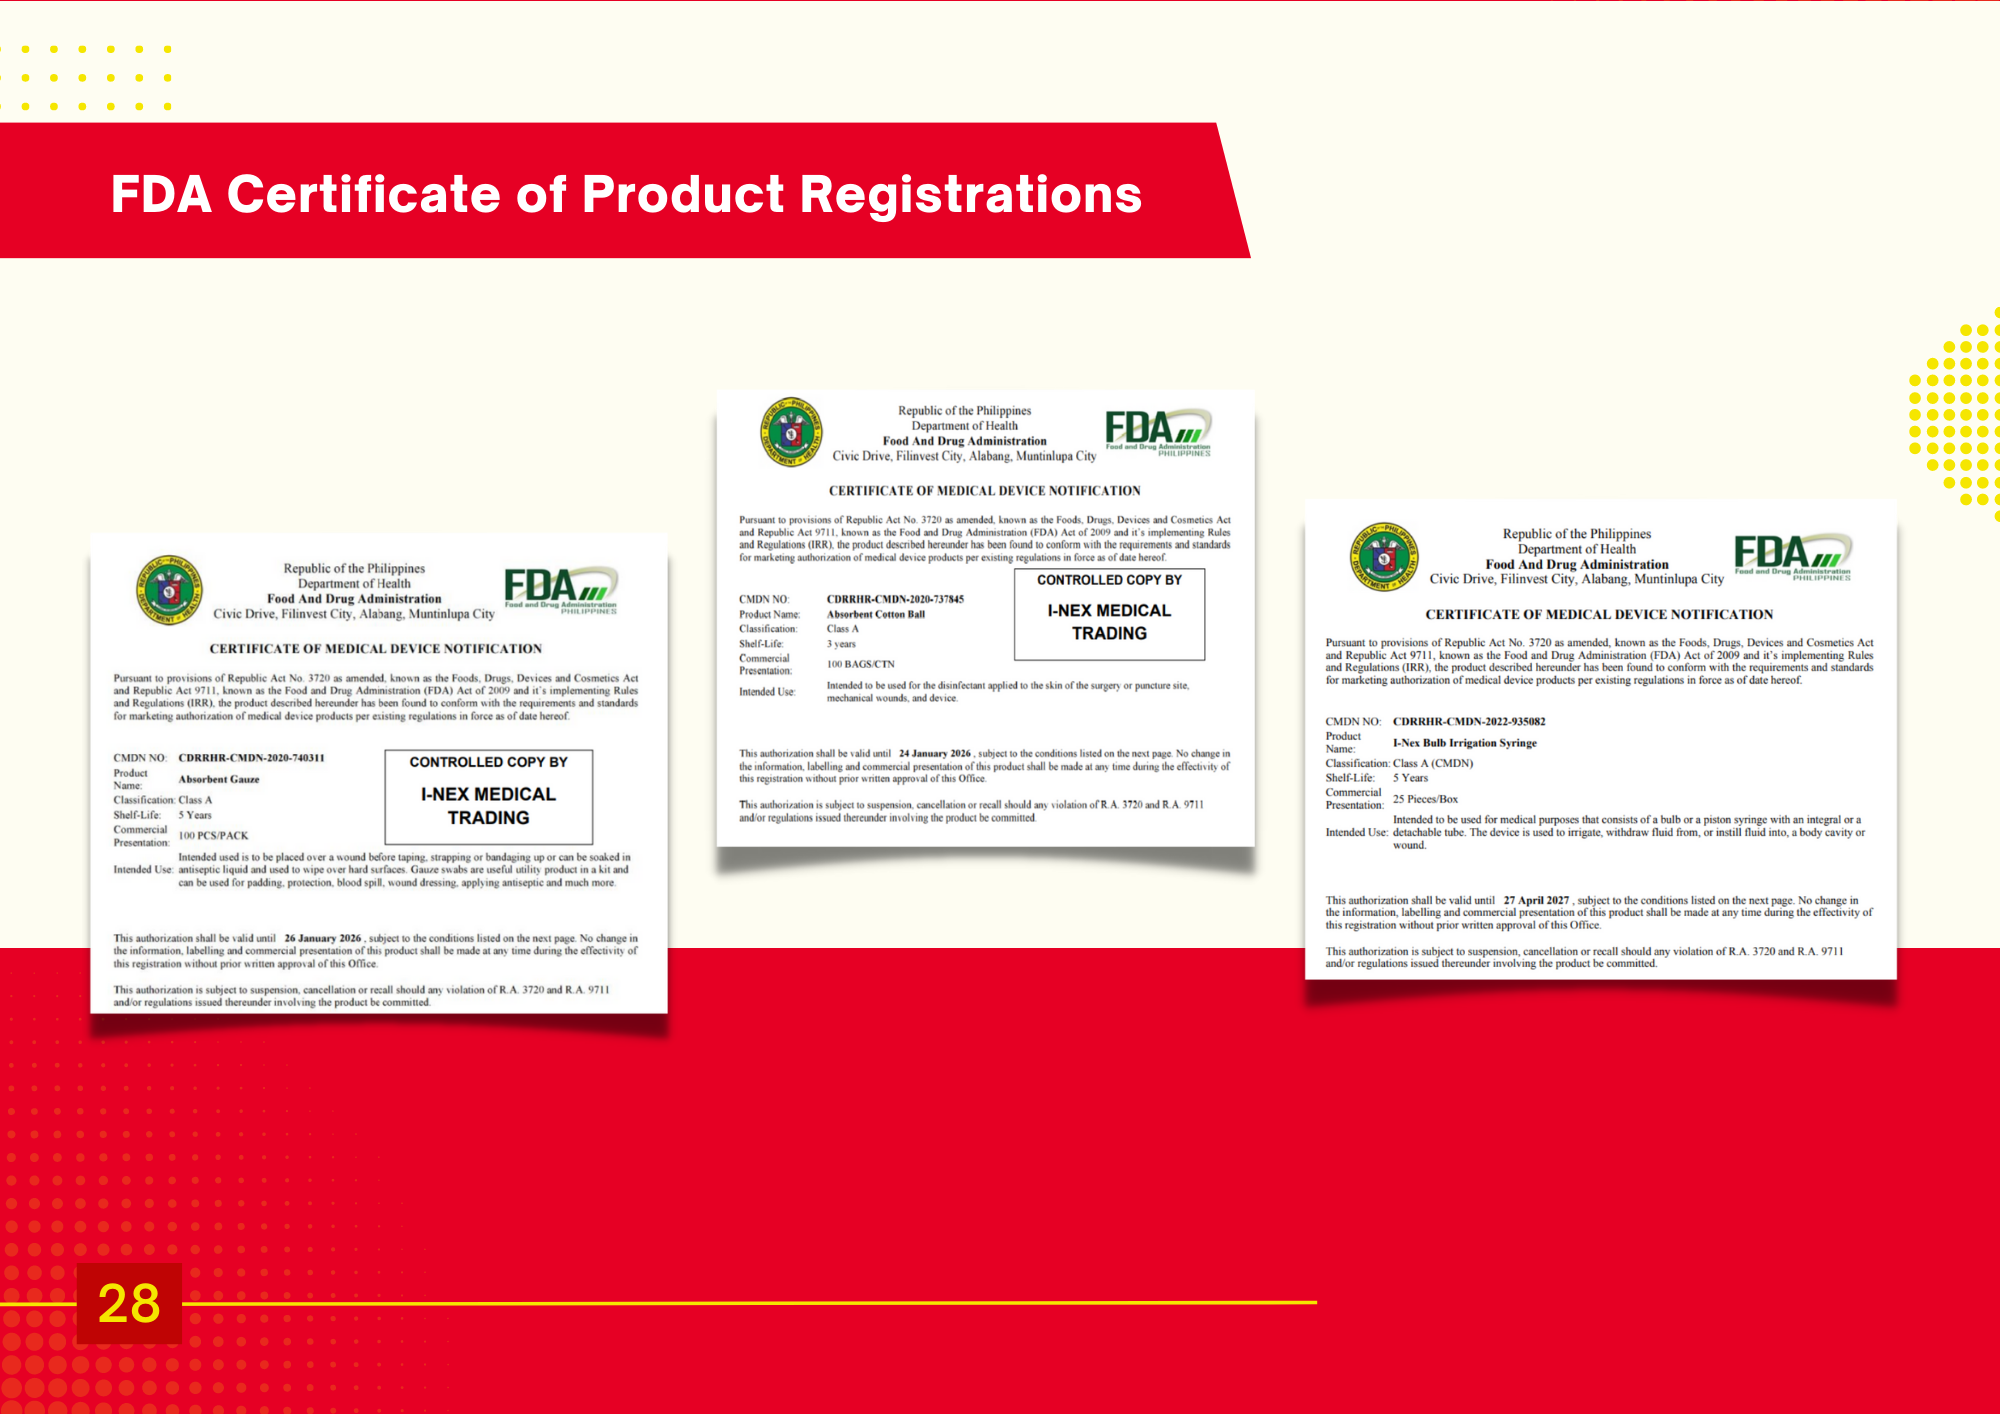 FDA Certificate of Product Registrations
Republic of the Philippines
Department of Health
Food And Drug Administration
Civic Drive, Filinvest City, Alabang, Muntinlupa City
FDA
Food and Drug Administration
PHILIPPINES
CERTIFICATE OF MEDICAL DEVICE NOTIFICATION
Pursuant to provisions of Republic Act No. 3720 as amended, known as the Foods, Drugs, Devices and Cosmetics Act
and Republic Act 9711, known as the Food and Drug Administration (FDA) Act of 2009 and it's implementing Rules
and Regulations (IRR), the product described hereunder has been found to conform with the requirements and standards
for marketing authorization of medical device products per existing regulations in force as of date hereof.
CMDN NO: CDRRHR-CMDN-2020-740311
Product
Name: Absorbent Gauze
Classification: Class A
Shelf-Life: 5 Years
Commercial
Presentation: 100 PCS/PACK
Intended used is to be placed over a wound before taping, strapping or bandaging up or can be soaked in
Intended Use: antiseptic liquid and used to wipe over hard surfaces. Gauze swabs are useful utility product in a kit and
can be used for padding, protection, blood spill, wound dressing, applying antiseptic and much more.
CONTROLLED COPY BY
I-NEX MEDICAL
TRADING
This authorization shall be valid until 26 January 2026 , subject to the conditions listed on the next page. No change in
the information, labelling and commercial presentation of this product shall be made at any time during the effectivity of
this registration without prior written approval of this Office.
This authorization is subject to suspension, cancellation or recall should any violation of R.A. 3720 and R.A. 9711
and/or regulations issued thereunder involving the product be committed.
Republic of the Philippines
Department of Health
Food And Drug Administration
Civic Drive, Filinvest City, Alabang, Muntinlupa City
FDA
Food and Drug Administration
PHILIPPINES
CERTIFICATE OF MEDICAL DEVICE NOTIFICATION
Pursuant to provisions of Republic Act No. 3720 as amended, known as the Foods, Drugs, Devices and Cosmetics Act
and Republic Act 9711, known as the Food and Drug Administration (FDA) Act of 2009 and it's implementing Rules
and Regulations (IRR), the product described hereunder has been found to conform with the requirements and standards
for marketing authorization of medical device products per existing regulations in force as of date hereof.
CMDN NO: CDRRHR-CMDN-2020-737845
Product Name: Absorbent Cotton Ball
Classification: Class A
Shelf-Life: 3 years
Commercial
Presentation: 100 BAGS/CTN
Intended Use: Intended to be used for the disinfectant applied to the skin of the surgery or puncture site,
mechanical wounds, and device.
CONTROLLED COPY BY
I-NEX MEDICAL
TRADING
This authorization shall be valid until 24 January 2026 , subject to the conditions listed on the next page. No change in
the information, labelling and commercial presentation of this product shall be made at any time during the effectivity of
this registration without prior written approval of this Office.
This authorization is subject to suspension, cancellation or recall should any violation of R.A. 3720 and R.A. 9711
and/or regulations issued thereunder involving the product be committed.
Republic of the Philippines
Department of Health
Food And Drug Administration
Civic Drive, Filinvest City, Alabang, Muntinlupa City
FDA
Food and Drug Administration
PHILIPPINES
CERTIFICATE OF MEDICAL DEVICE NOTIFICATION
Pursuant to provisions of Republic Act No. 3720 as amended, known as the Foods, Drugs, Devices and Cosmetics Act
and Republic Act 9711, known as the Food and Drug Administration (FDA) Act of 2009 and it's implementing Rules
and Regulations (IRR), the product described hereunder has been found to conform with the requirements and standards
for marketing authorization of medical device products per existing regulations in force as of date hereof.
CMDN NO: CDRRHR-CMDN-2022-935082
Product
Name: I-Nex Bulb Irrigation Syringe
Classification: Class A (CMDN)
Shelf-Life: 5 Years
Commercial
Presentation: 25 Pieces/Box
Intended to be used for medical purposes that consists of a bulb or a piston syringe with an integral or a
Intended Use: detachable tube. The device is used to irrigate, withdraw fluid from, or instill fluid into, a body cavity or
wound.
This authorization shall be valid until 27 April 2027 , subject to the conditions listed on the next page. No change in
the information, labelling and commercial presentation of this product shall be made at any time during the effectivity of
this registration without prior written approval of this Office.
This authorization is subject to suspension, cancellation or recall should any violation of R.A. 3720 and R.A. 9711
and/or regulations issued thereunder involving the product be committed.
28